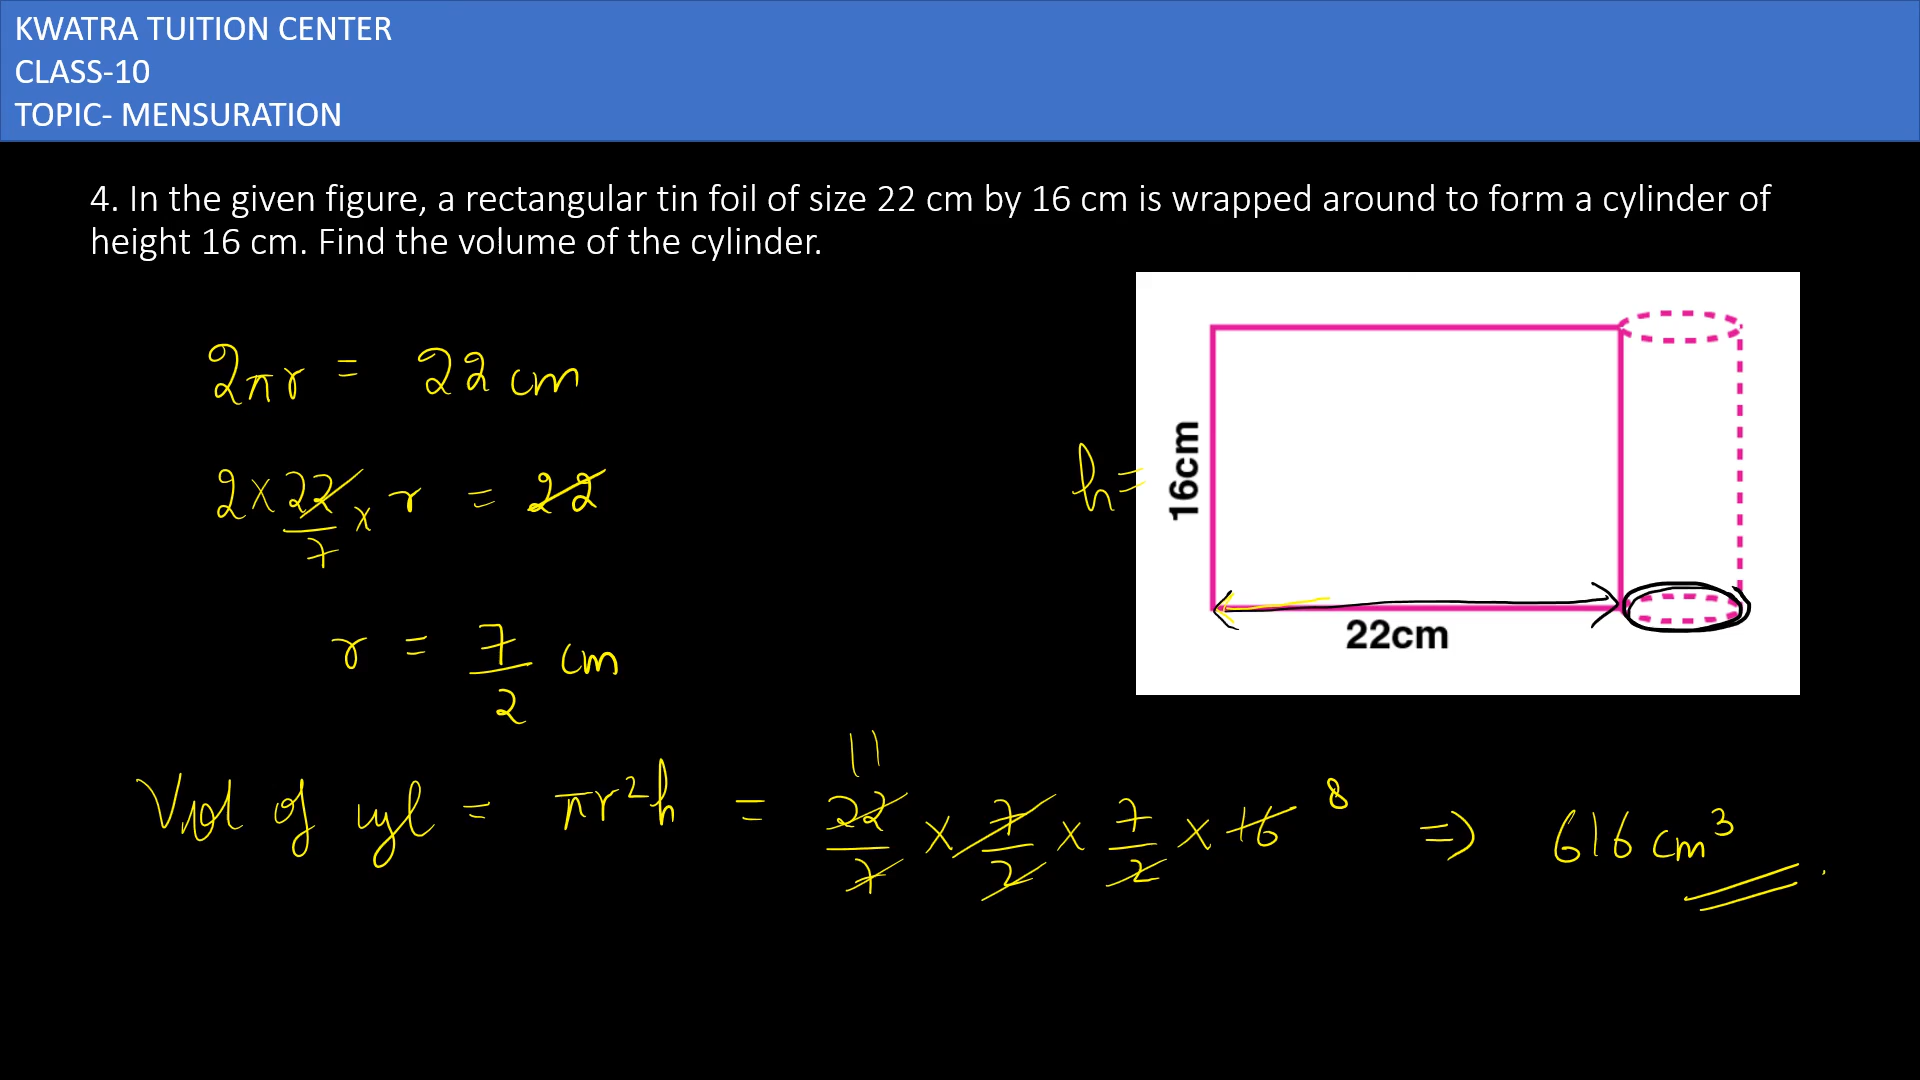 KWATRA TUITION CENTER
CLASS-10
TOPIC- MENSURATION
4. In the given figure, a rectangular tin foil of size 22 cm by 16 cm is wrapped around to form a cylinder of
height 16 cm. Find the volume of the cylinder.
2πr = 22 cm
2 × 22/7 × r = 22
h =
16cm
22cm
r = 7/2 cm
11
Vol of cyl = πr²h = 22/7 × 7/2 × 7/2 × 16 8 ⇒ 616 cm³